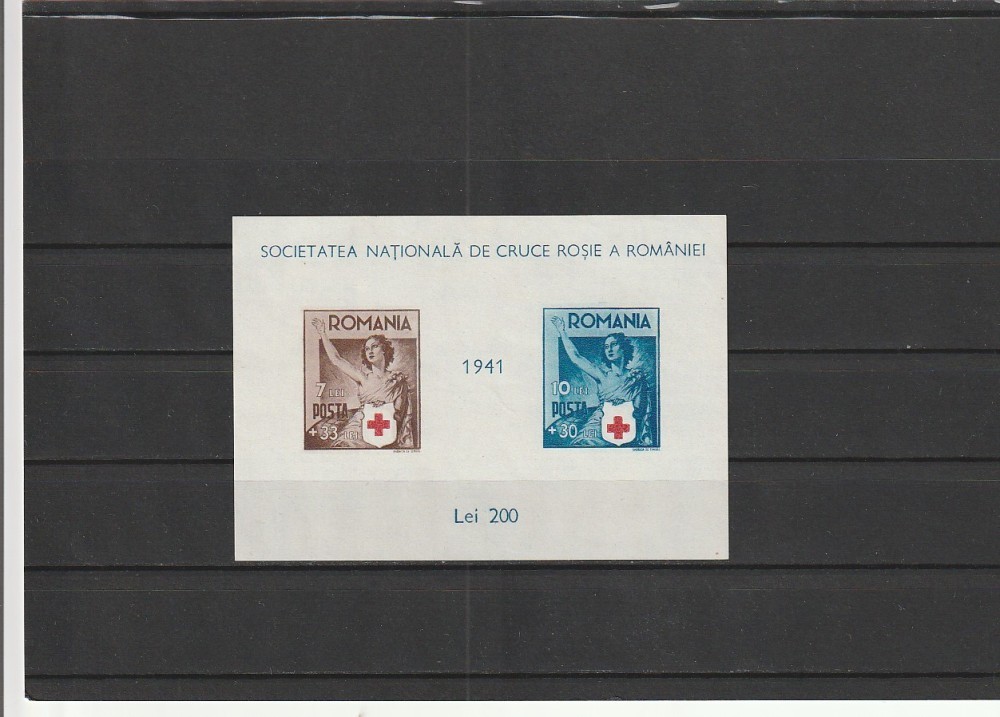 SOCIETATEA NAȚIONALĂ DE CRUCE ROȘIE A ROMÂNIEI
ROMANIA
7 LEI
POSTA
+33 LEI
1941
ROMANIA
10 LEI
POSTA
+30 LEI
Lei 200